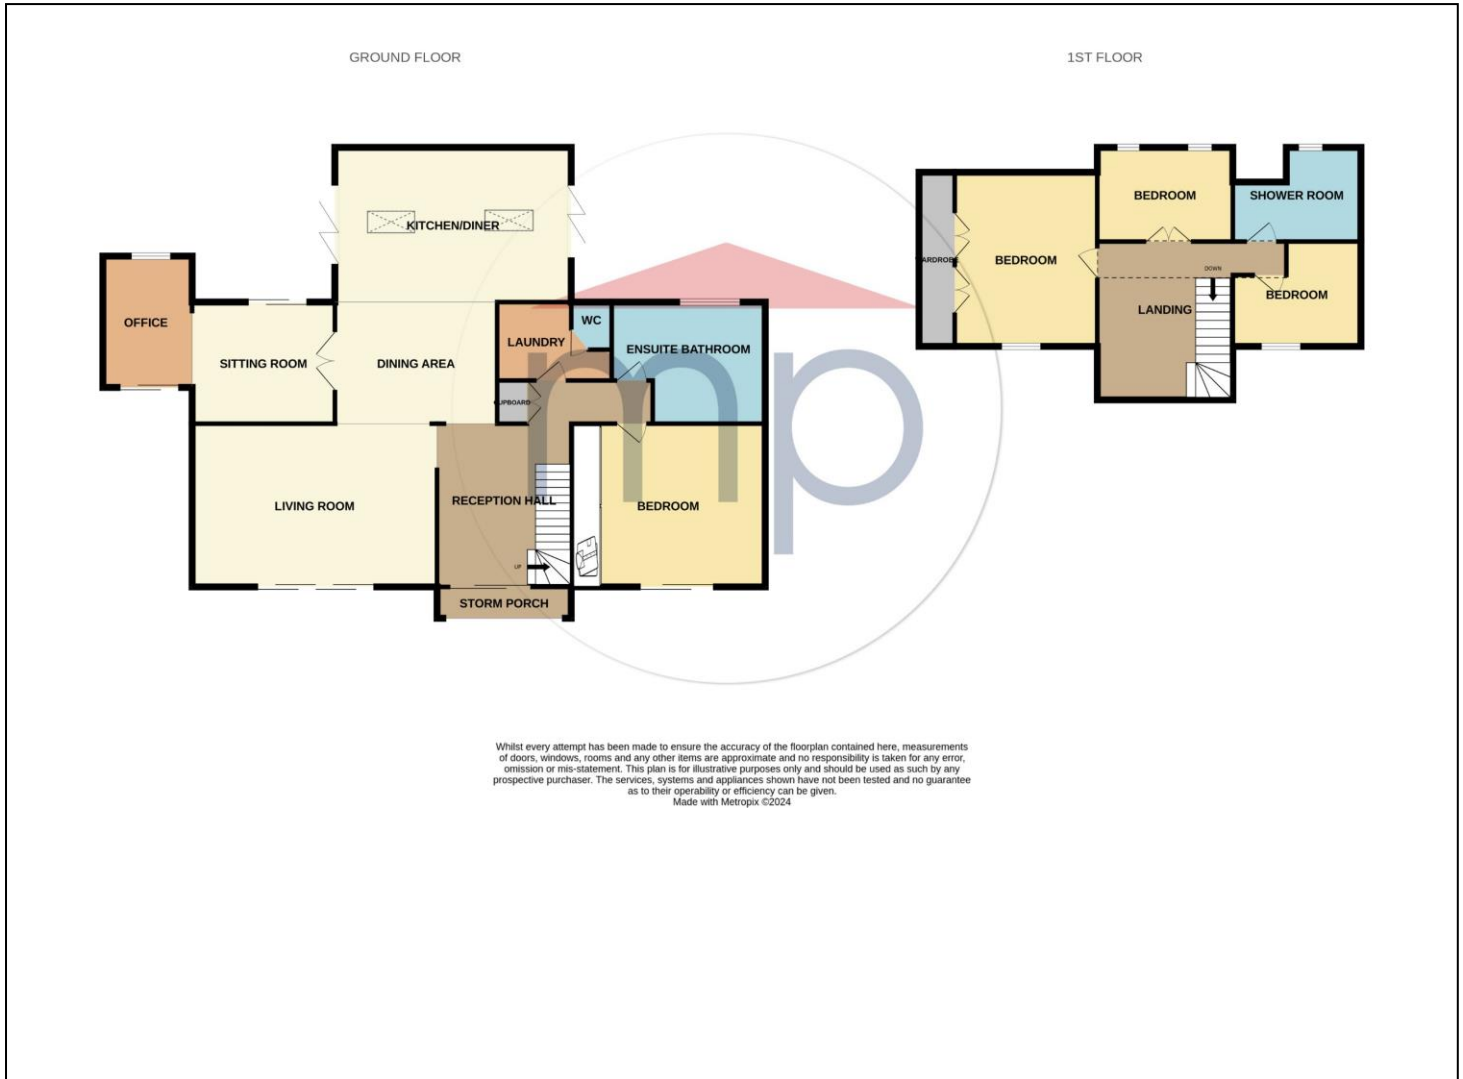 GROUND FLOOR
1ST FLOOR
KITCHEN/DINER
OFFICE
SITTING ROOM
DINING AREA
LAUNDRY
WC
ENSUITE BATHROOM
UPBOARD
LIVING ROOM
RECEPTION HALL
BEDROOM
UP
STORM PORCH
BEDROOM
SHOWER ROOM
ARDROBE
BEDROOM
DOWN
BEDROOM
LANDING
mp
Whilst every attempt has been made to ensure the accuracy of the floorplan contained here, measurements
of doors, windows, rooms and any other items are approximate and no responsibility is taken for any error,
omission or mis-statement. This plan is for illustrative purposes only and should be used as such by any
prospective purchaser. The services, systems and appliances shown have not been tested and no guarantee
as to their operability or efficiency can be given.
Made with Metropix ©2024